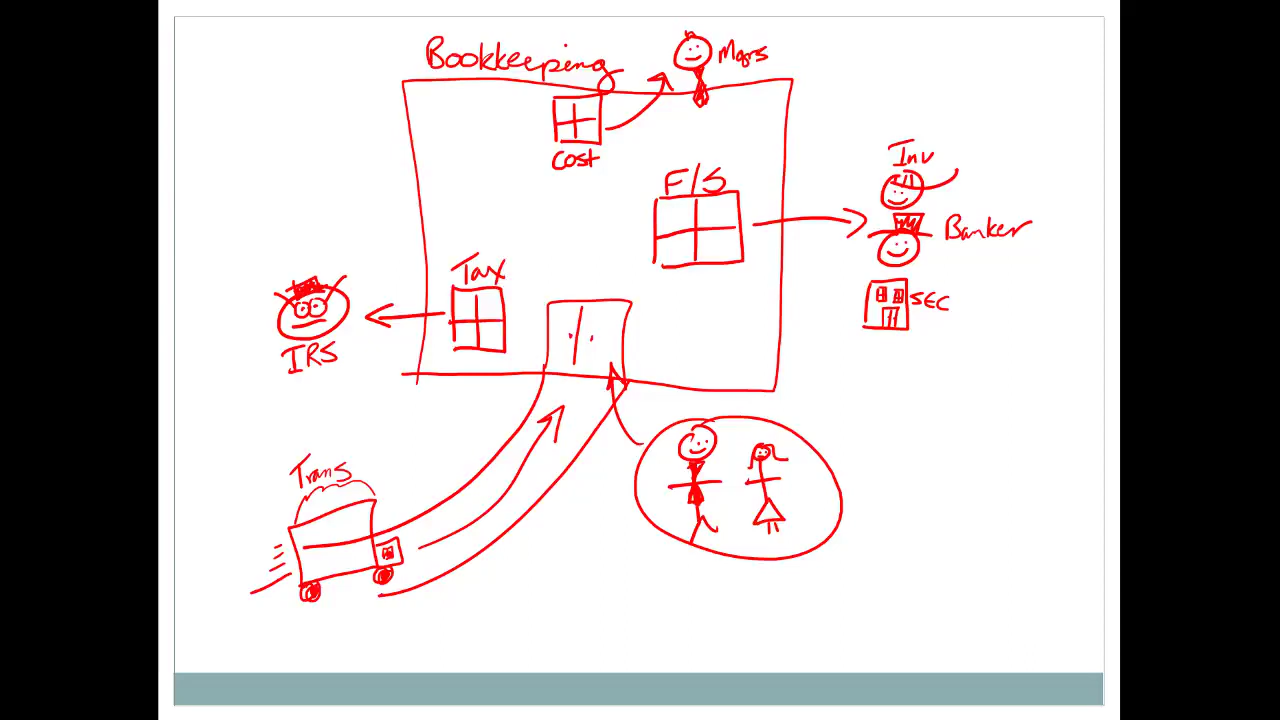 Bookkeeping
Mgrs
Cost
Inv
F/S
Banker
Tax
SEC
IRS
Trans